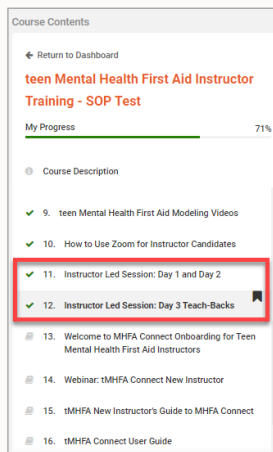 Course Contents
Return to Dashboard
teen Mental Health First Aid Instructor
Training - SOP Test
My Progress 71%
Course Description
9. teen Mental Health First Aid Modeling Videos
10. How to Use Zoom for Instructor Candidates
11. Instructor Led Session: Day 1 and Day 2
12. Instructor Led Session: Day 3 Teach-Backs
13. Welcome to MHFA Connect Onboarding for Teen
Mental Health First Aid Instructors
14. Webinar: tMHFA Connect New Instructor
15. tMHFA New Instructor's Guide to MHFA Connect
16. tMHFA Connect User Guide